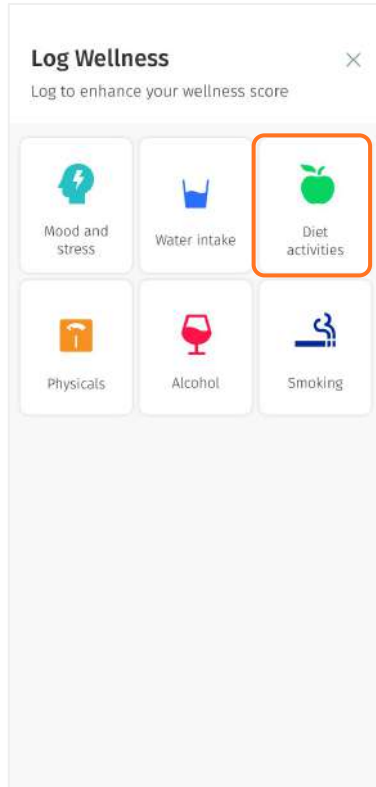 Log Wellness
Log to enhance your wellness score
Mood and
stress
Water intake
Diet
activities
Physicals
Alcohol
Smoking